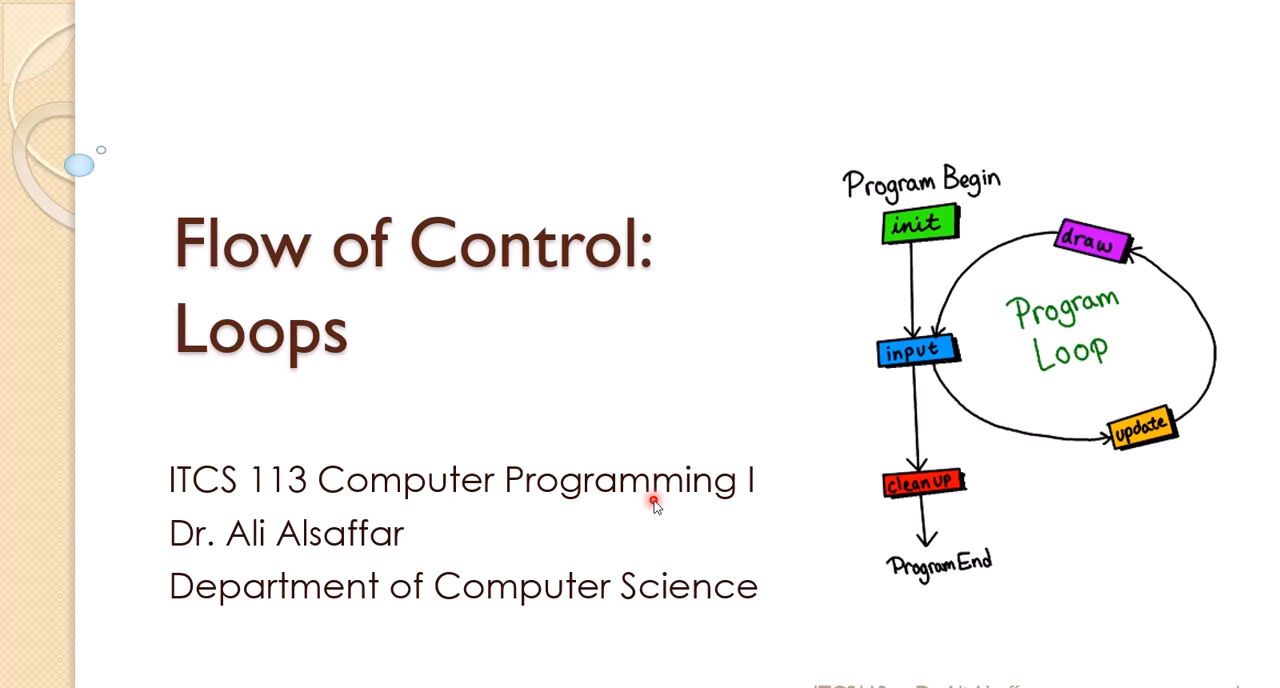 Flow of Control:
Loops
ITCS 113 Computer Programming I
Dr. Ali Alsaffar
Department of Computer Science
Program Begin
init
draw
Program
Loop
input
update
clean up
Program End